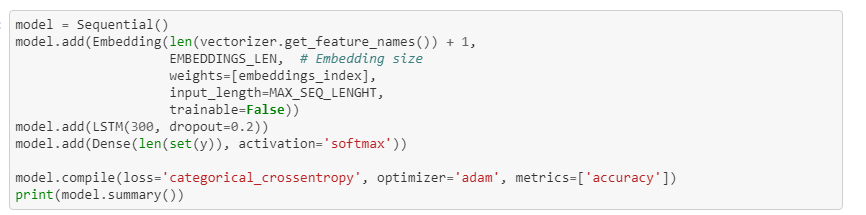 model = Sequential()
model.add(Embedding(len(vectorizer.get_feature_names()) + 1,
EMBEDDINGS_LEN, # Embedding size
weights=[embeddings_index],
input_length=MAX_SEQ_LENGHT,
trainable=False))
model.add(LSTM(300, dropout=0.2))
model.add(Dense(len(set(y)), activation='softmax'))
model.compile(loss='categorical_crossentropy', optimizer='adam', metrics=['accuracy'])
print(model.summary())